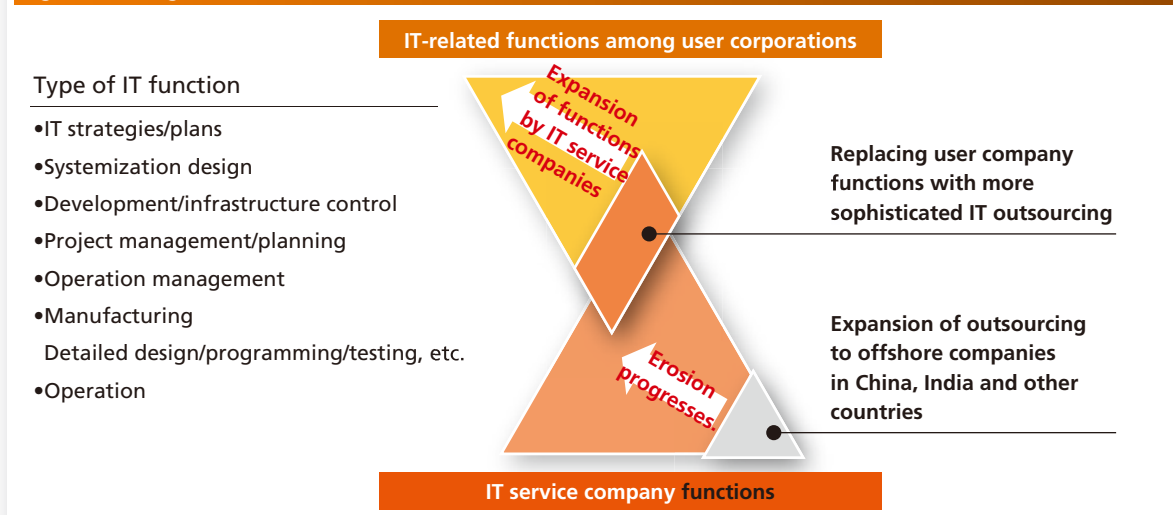 IT-related functions among user corporations
Type of IT function
•IT strategies/plans
•Systemization design
•Development/infrastructure control
•Project management/planning
•Operation management
•Manufacturing
Detailed design/programming/testing, etc.
•Operation
Expansion
of functions
by IT service
companies
Replacing user company
functions with more
sophisticated IT outsourcing
Erosion
progresses.
Expansion of outsourcing
to offshore companies
in China, India and other
countries
IT service company functions